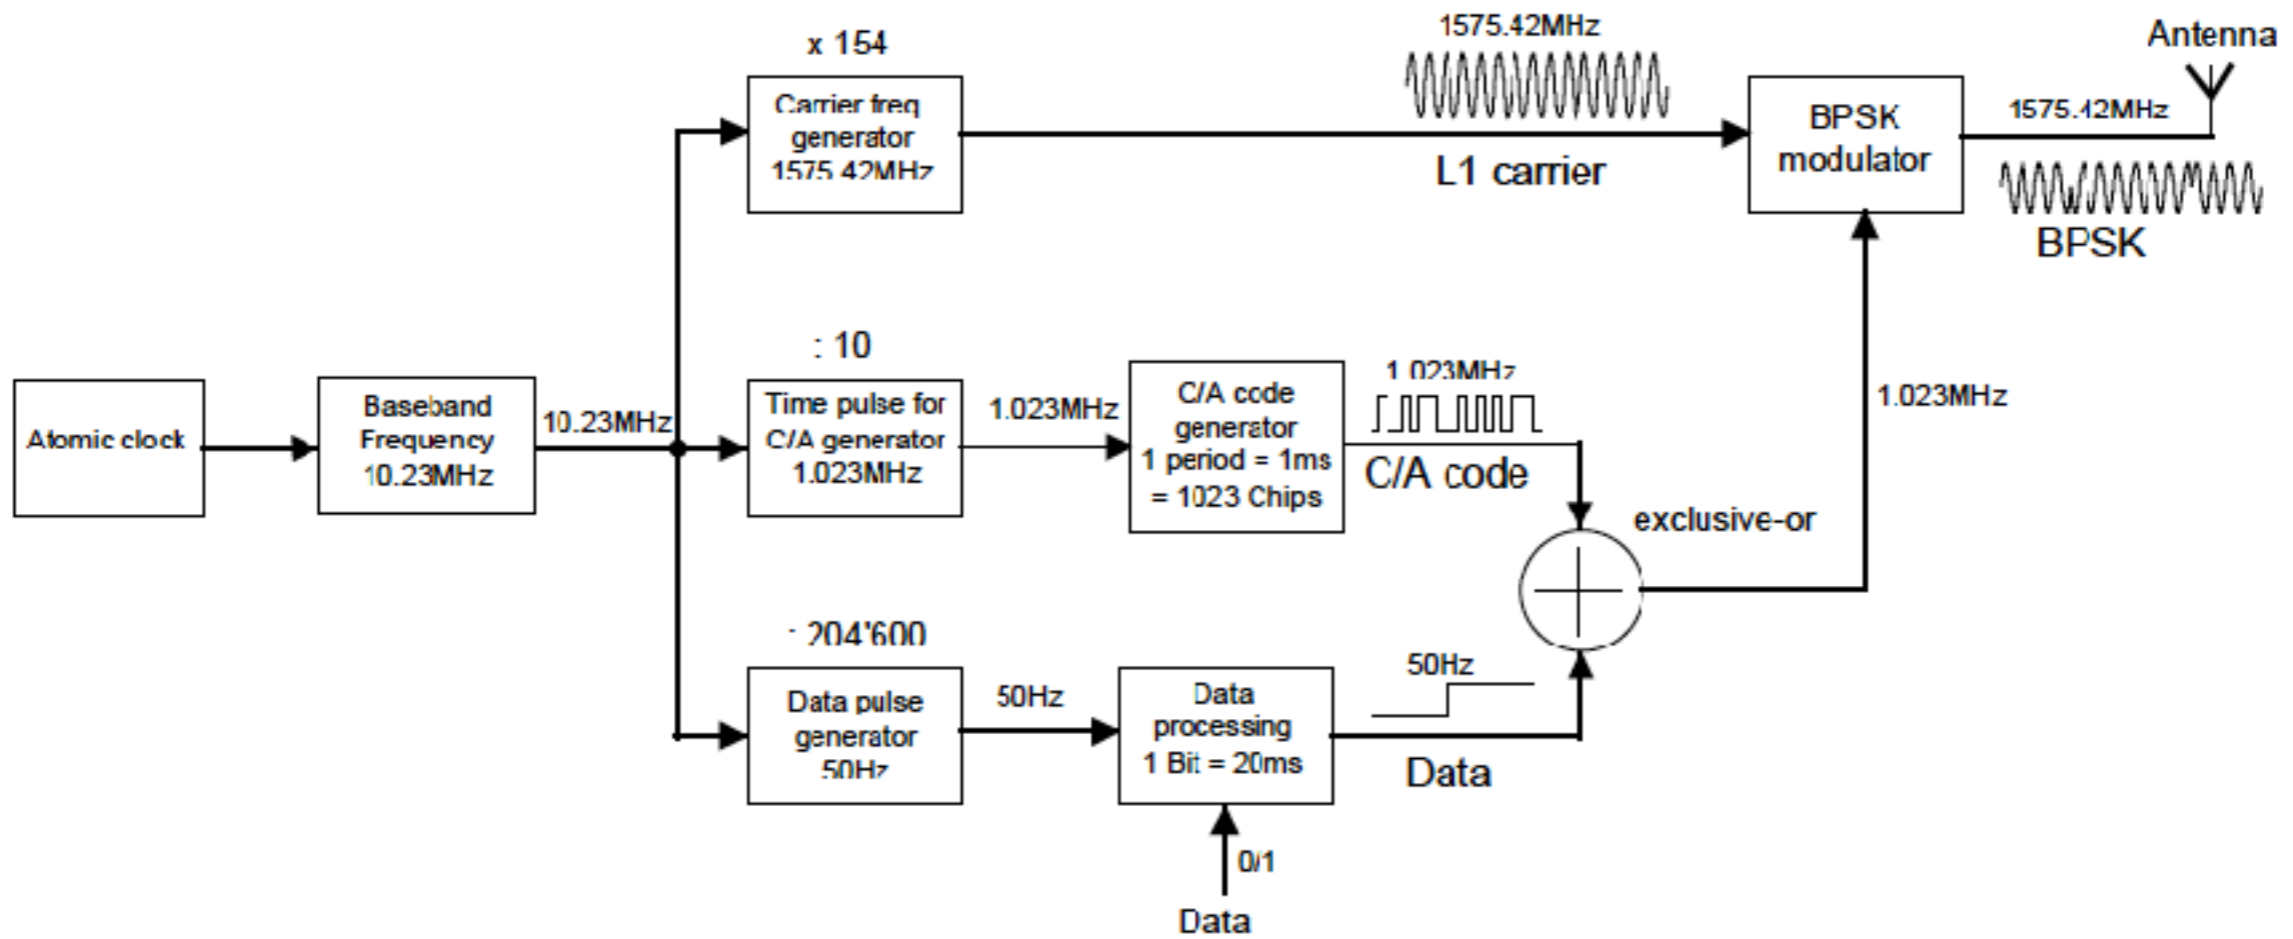 x 154
Carrier freq
generator
1575.42MHz
1575.42MHz
L1 carrier
BPSK
modulator
Antenna
1575.42MHz
BPSK
Atomic clock
Baseband
Frequency
10.23MHz
10.23MHz
: 10
Time pulse for
C/A generator
1.023MHz
1.023MHz
C/A code
generator
1 period = 1ms
= 1023 Chips
1.023MHz
C/A code
exclusive-or
1.023MHz
: 204'600
Data pulse
generator
50Hz
50Hz
Data
processing
1 Bit = 20ms
50Hz
Data
0/1
Data